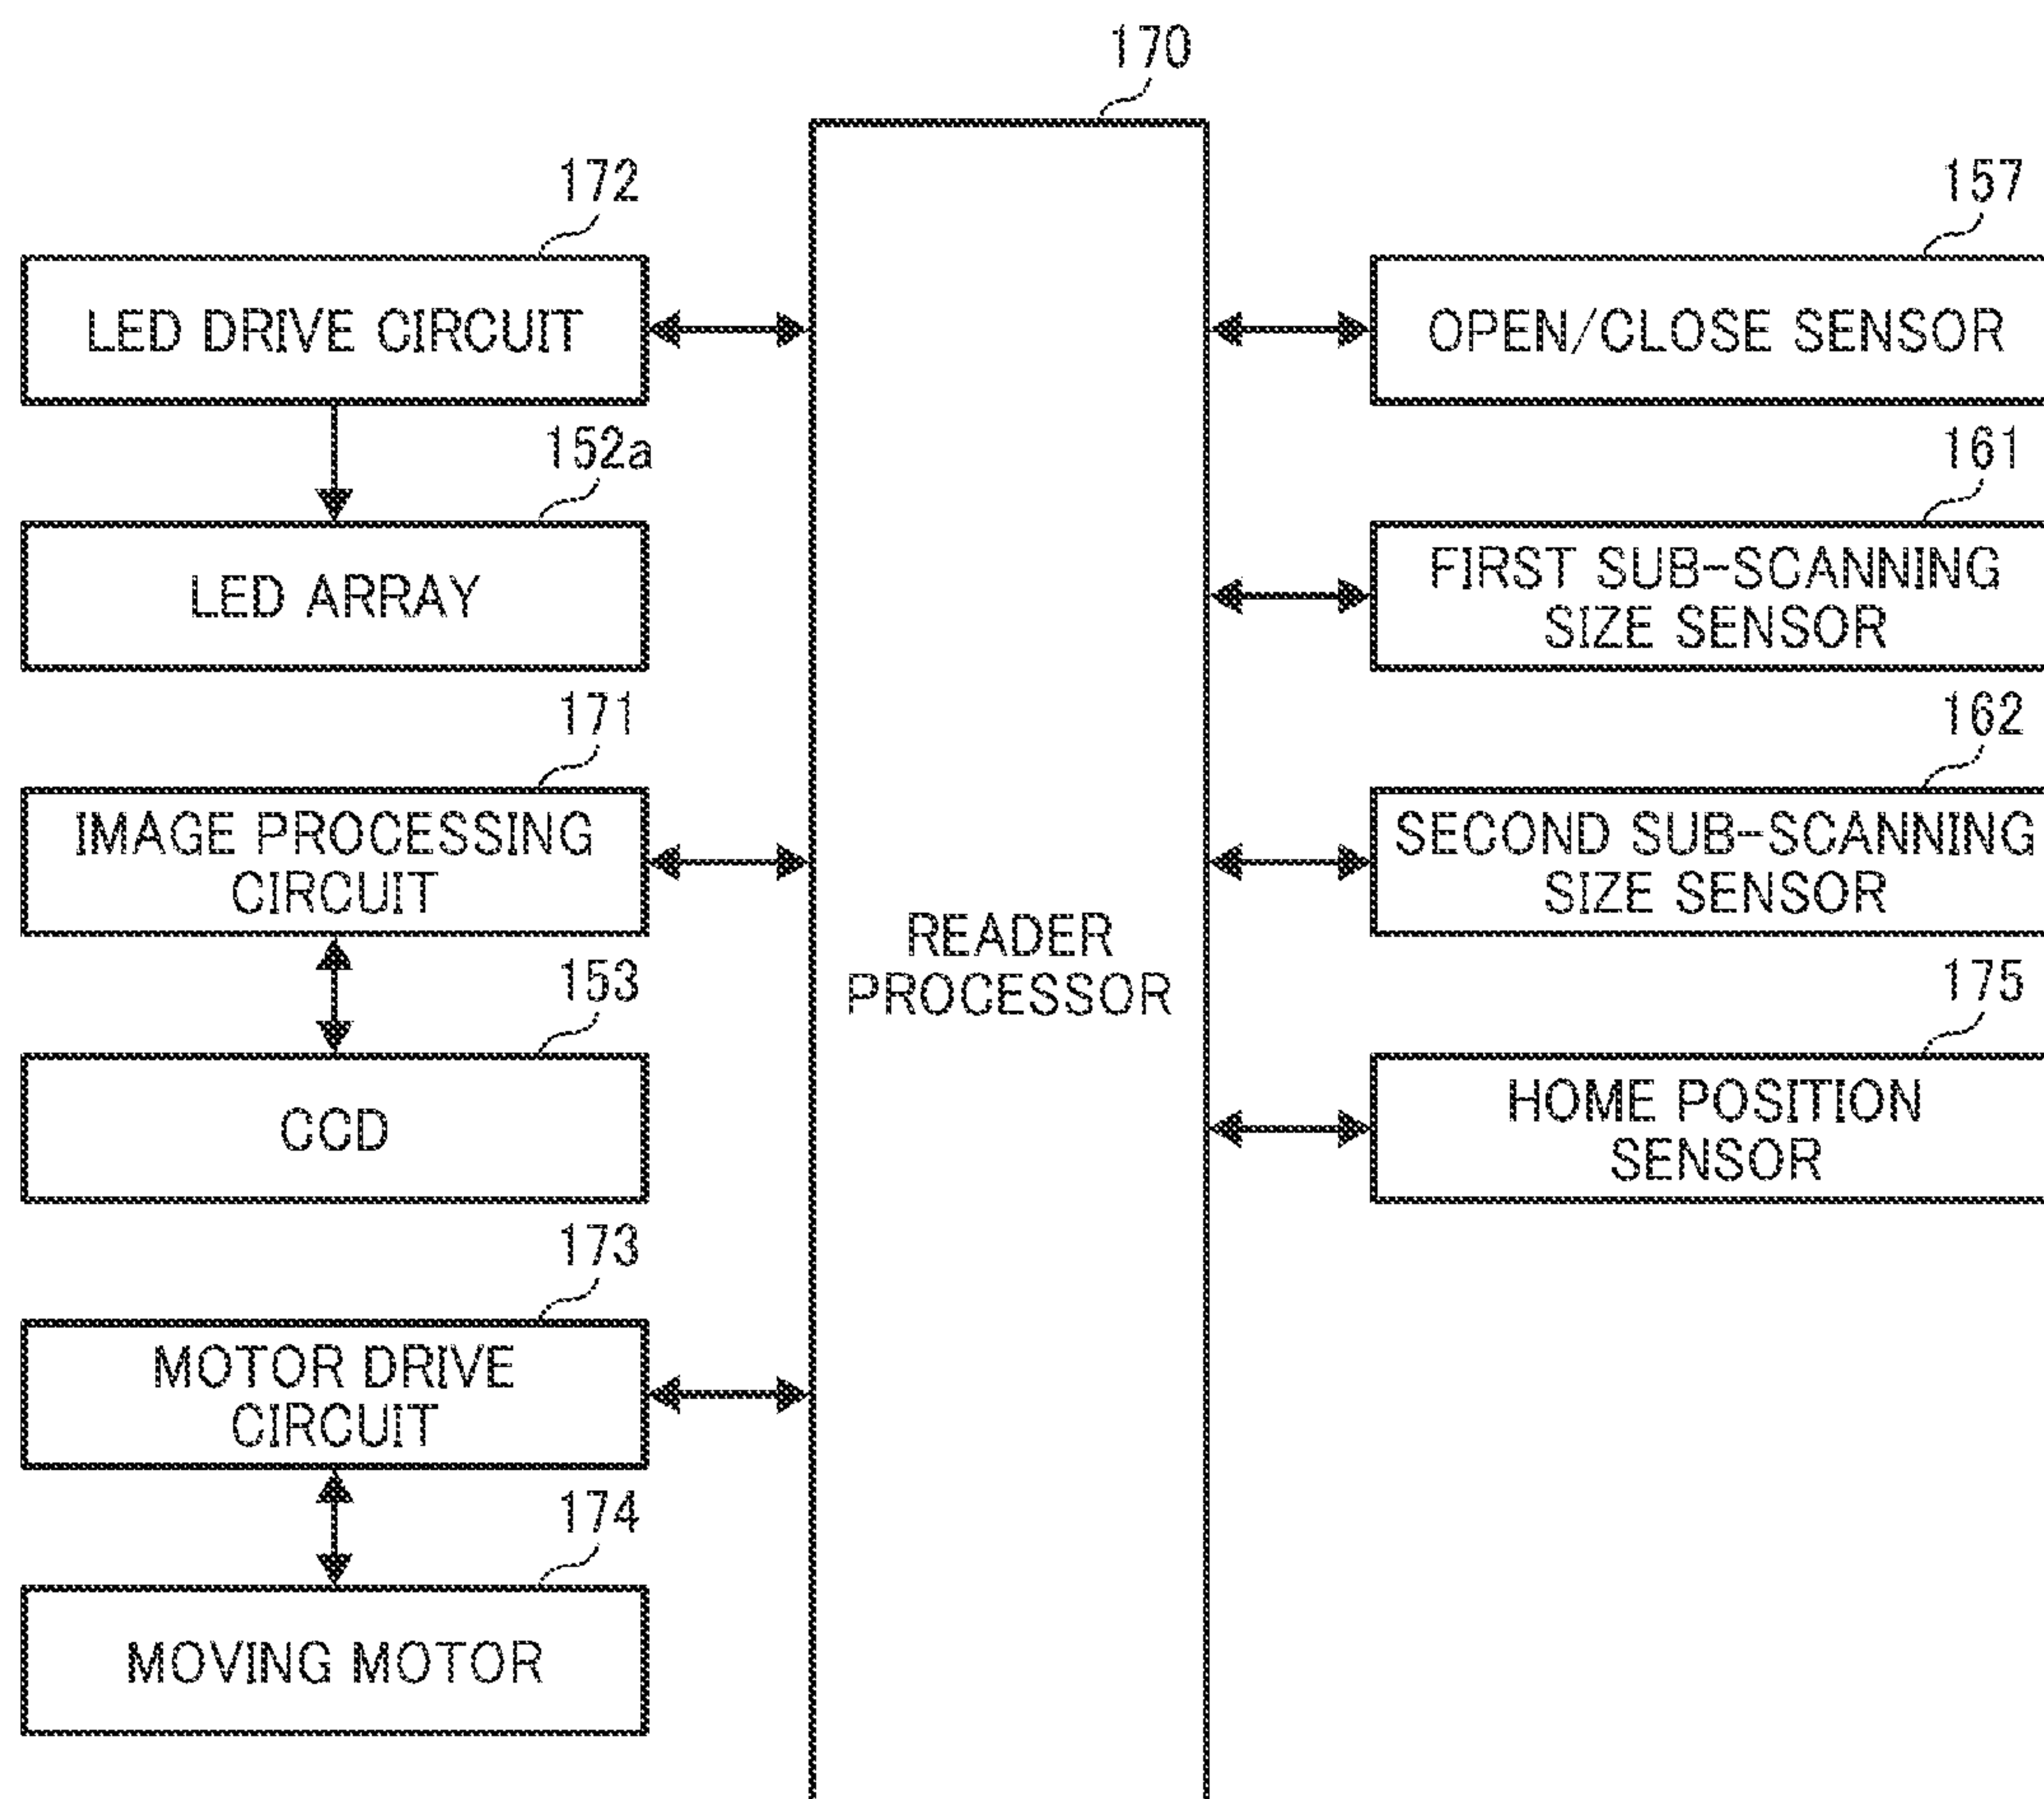 170
172
LED DRIVE CIRCUIT
152a
LED ARRAY
171
IMAGE PROCESSING
CIRCUIT
153
CCD
173
MOTOR DRIVE
CIRCUIT
174
MOVING MOTOR
READER
PROCESSOR
157
OPEN/CLOSE SENSOR
161
FIRST SUB-SCANNING
SIZE SENSOR
162
SECOND SUB-SCANNING
SIZE SENSOR
175
HOME POSITION
SENSOR